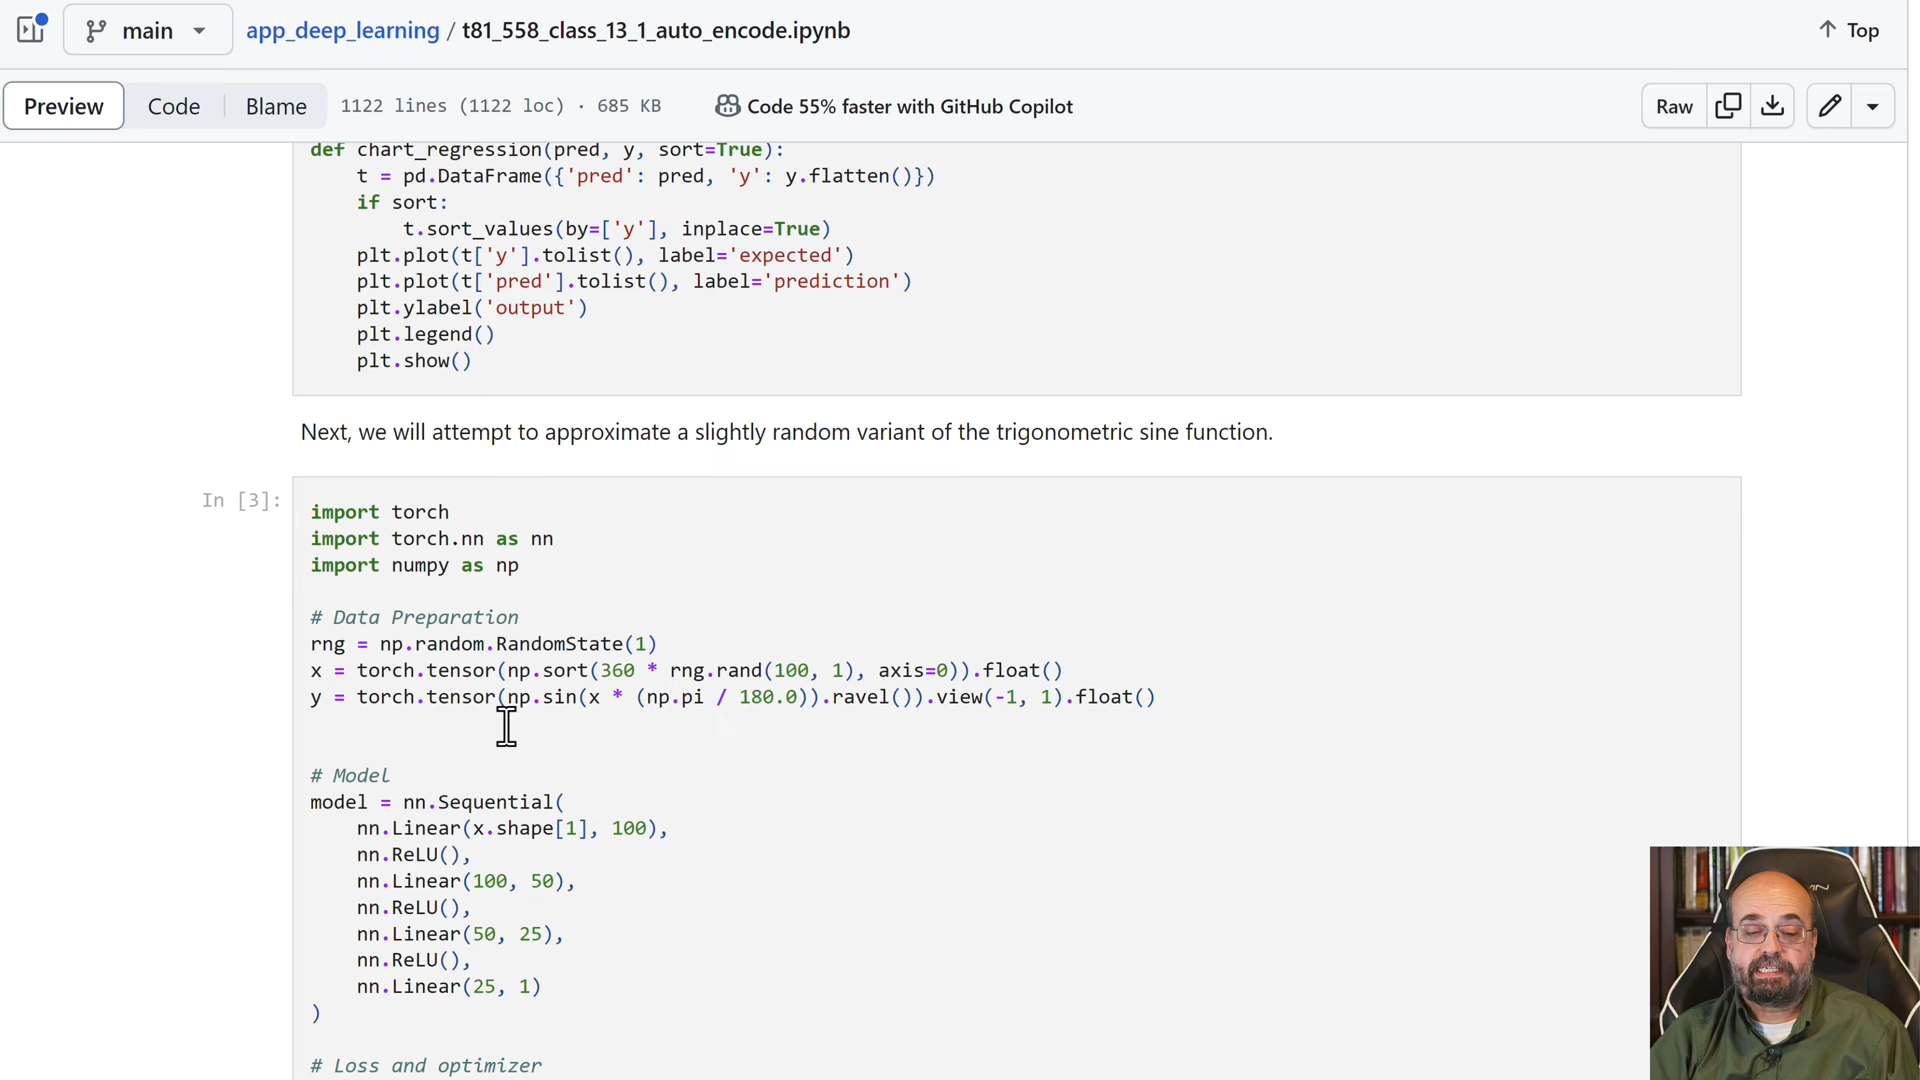 main
app_deep_learning / t81_558_class_13_1_auto_encode.ipynb
Top
Preview Code Blame 1122 lines (1122 loc) · 685 KB Code 55% faster with GitHub Copilot Raw
def chart_regression(pred, y, sort=True):
    t = pd.DataFrame({'pred': pred, 'y': y.flatten()})
    if sort:
        t.sort_values(by=['y'], inplace=True)
    plt.plot(t['y'].tolist(), label='expected')
    plt.plot(t['pred'].tolist(), label='prediction')
    plt.ylabel('output')
    plt.legend()
    plt.show()
Next, we will attempt to approximate a slightly random variant of the trigonometric sine function.
In [3]:
import torch
import torch.nn as nn
import numpy as np
# Data Preparation
rng = np.random.RandomState(1)
x = torch.tensor(np.sort(360 * rng.rand(100, 1), axis=0)).float()
y = torch.tensor(np.sin(x * (np.pi / 180.0)).ravel()).view(-1, 1).float()
# Model
model = nn.Sequential(
    nn.Linear(x.shape[1], 100),
    nn.ReLU(),
    nn.Linear(100, 50),
    nn.ReLU(),
    nn.Linear(50, 25),
    nn.ReLU(),
    nn.Linear(25, 1)
)
# Loss and optimizer